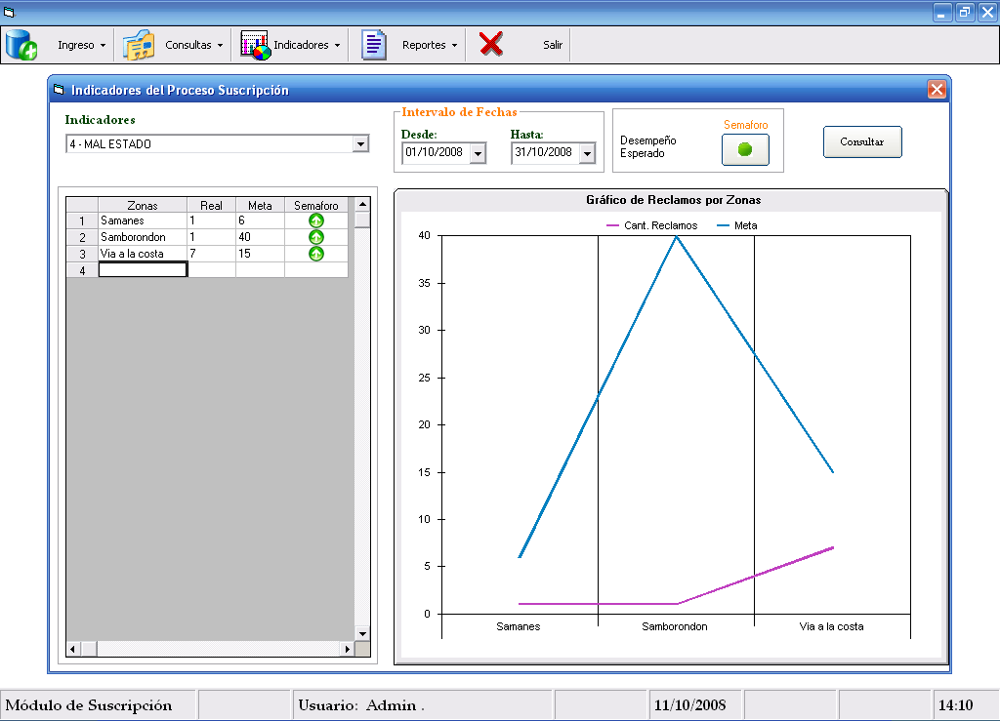 Ingreso Consultas Indicadores Reportes Salir
Indicadores del Proceso Suscripción
Indicadores
4 - MAL ESTADO
Intervalo de Fechas
Desde: Hasta:
01/10/2008 31/10/2008
Semaforo
Desempeño
Esperado
Consultar
Zonas Real Meta Semaforo
1 Samanes 1 6
2 Samborondon 1 40
3 Via a la costa 7 15
4
Gráfico de Reclamos por Zonas
Cant. Reclamos Meta
40
35
30
25
20
15
10
5
0
Samanes Samborondon Via a la costa
Módulo de Suscripción Usuario: Admin . 11/10/2008 14:10